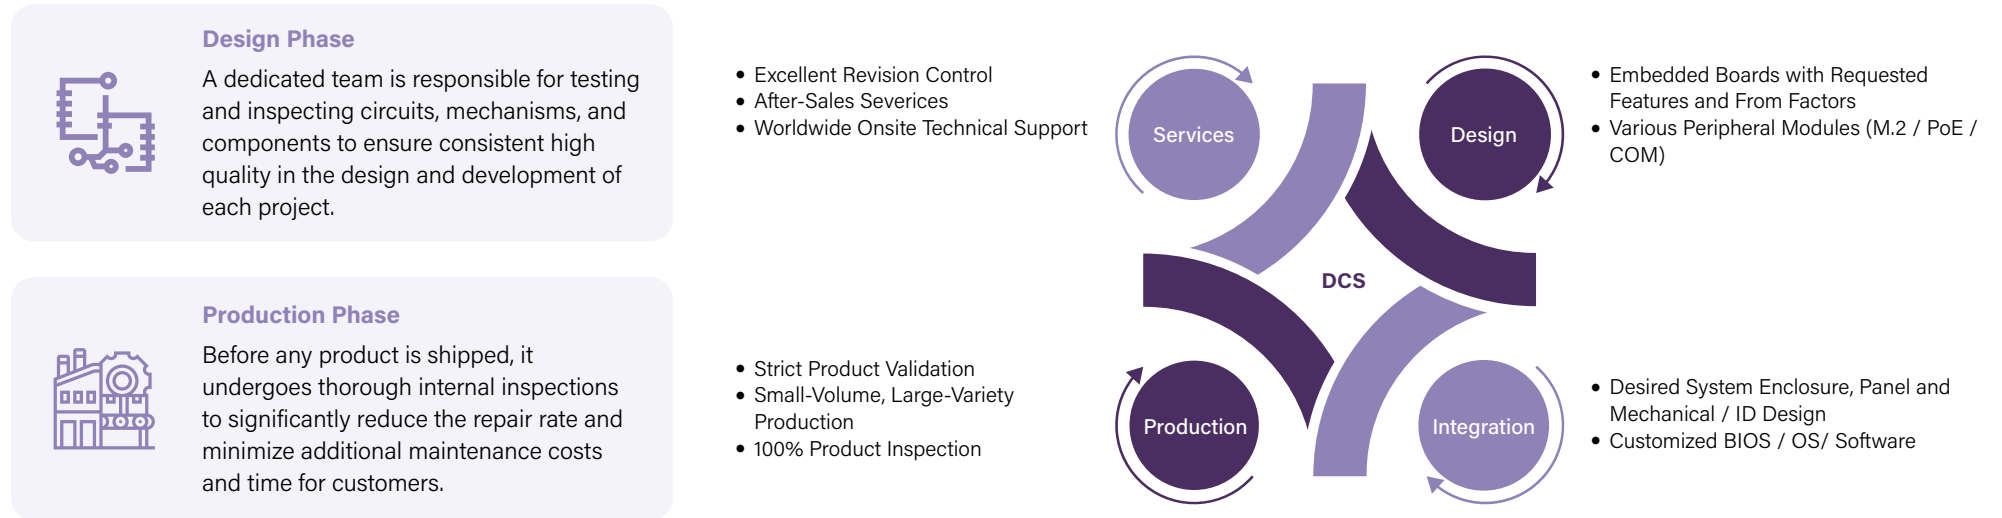 Design Phase
A dedicated team is responsible for testing
and inspecting circuits, mechanisms, and
components to ensure consistent high
quality in the design and development of
each project.
Production Phase
Before any product is shipped, it
undergoes thorough internal inspections
to significantly reduce the repair rate and
minimize additional maintenance costs
and time for customers.
• Excellent Revision Control
• After-Sales Severices
• Worldwide Onsite Technical Support
Services
Design
• Embedded Boards with Requested
Features and From Factors
• Various Peripheral Modules (M.2 / PoE /
COM)
DCS
• Strict Product Validation
• Small-Volume, Large-Variety
Production
• 100% Product Inspection
Production
Integration
• Desired System Enclosure, Panel and
Mechanical / ID Design
• Customized BIOS / OS/ Software